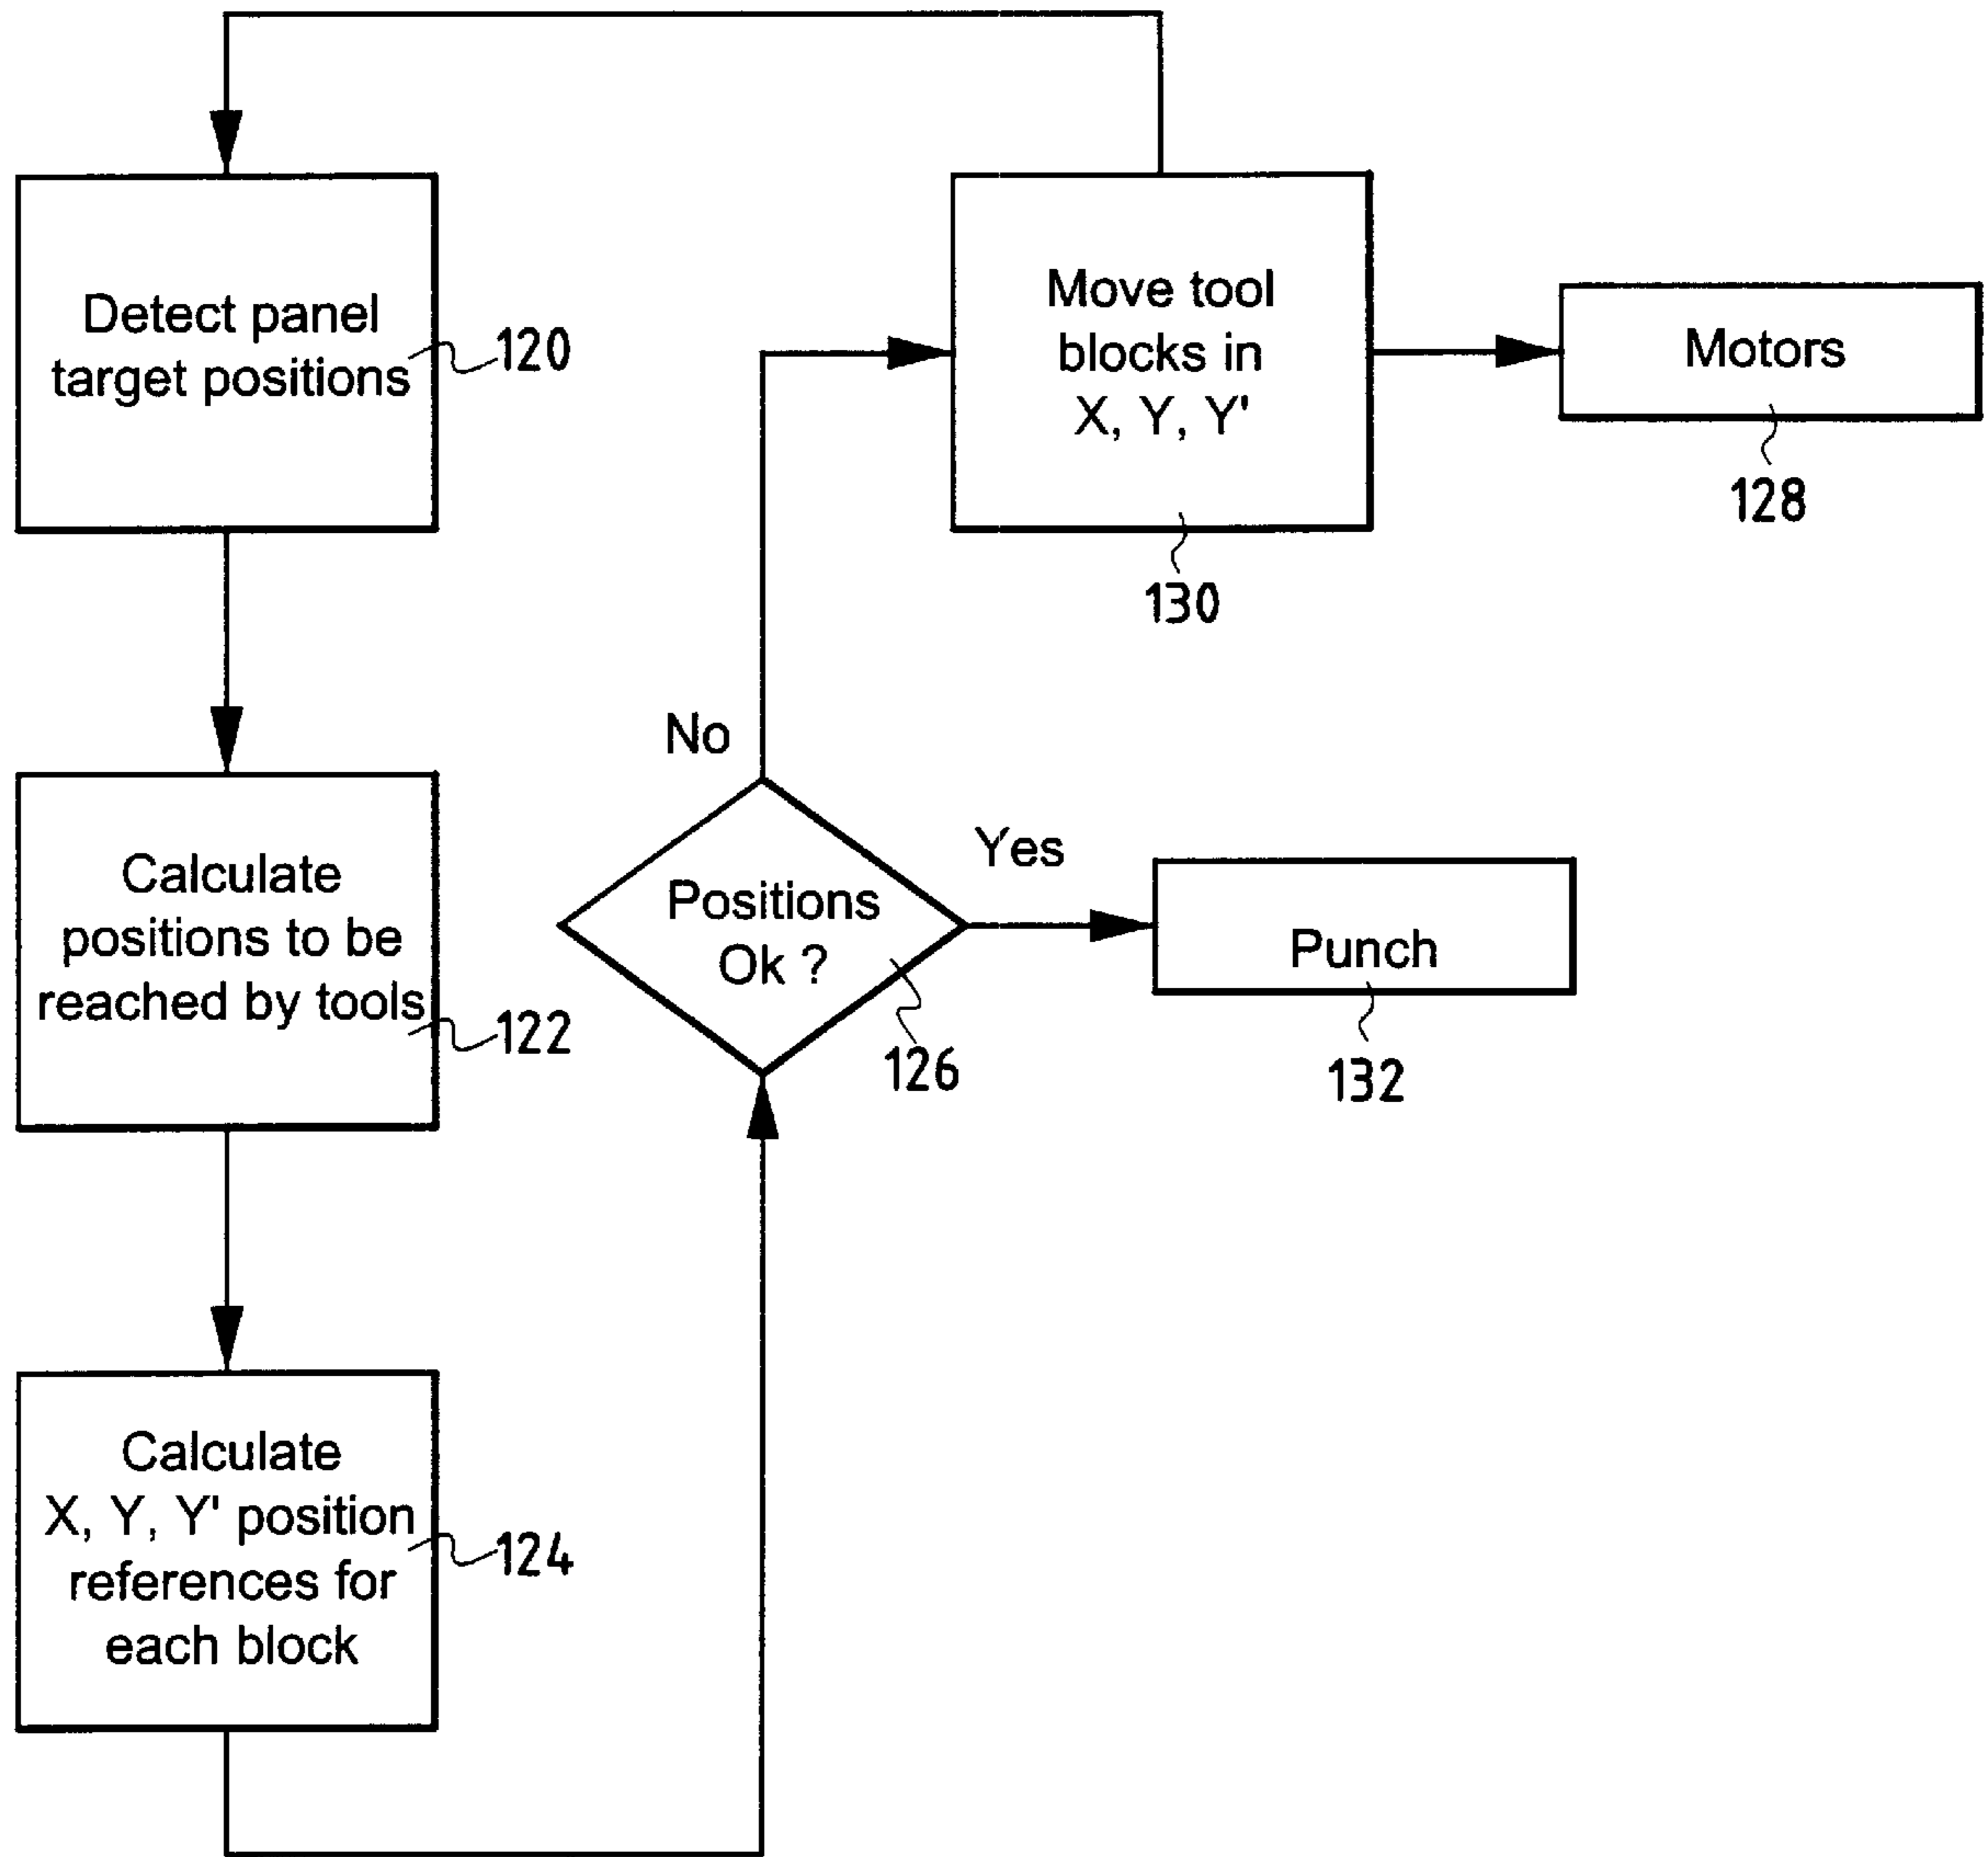 Detect panel
target positions
120
Move tool
blocks in
X, Y, Y'
130
Motors
128
Calculate
positions to be
reached by tools
122
No
Positions
Ok ?
126
Yes
Punch
132
Calculate
X, Y, Y' position
references for
each block
124